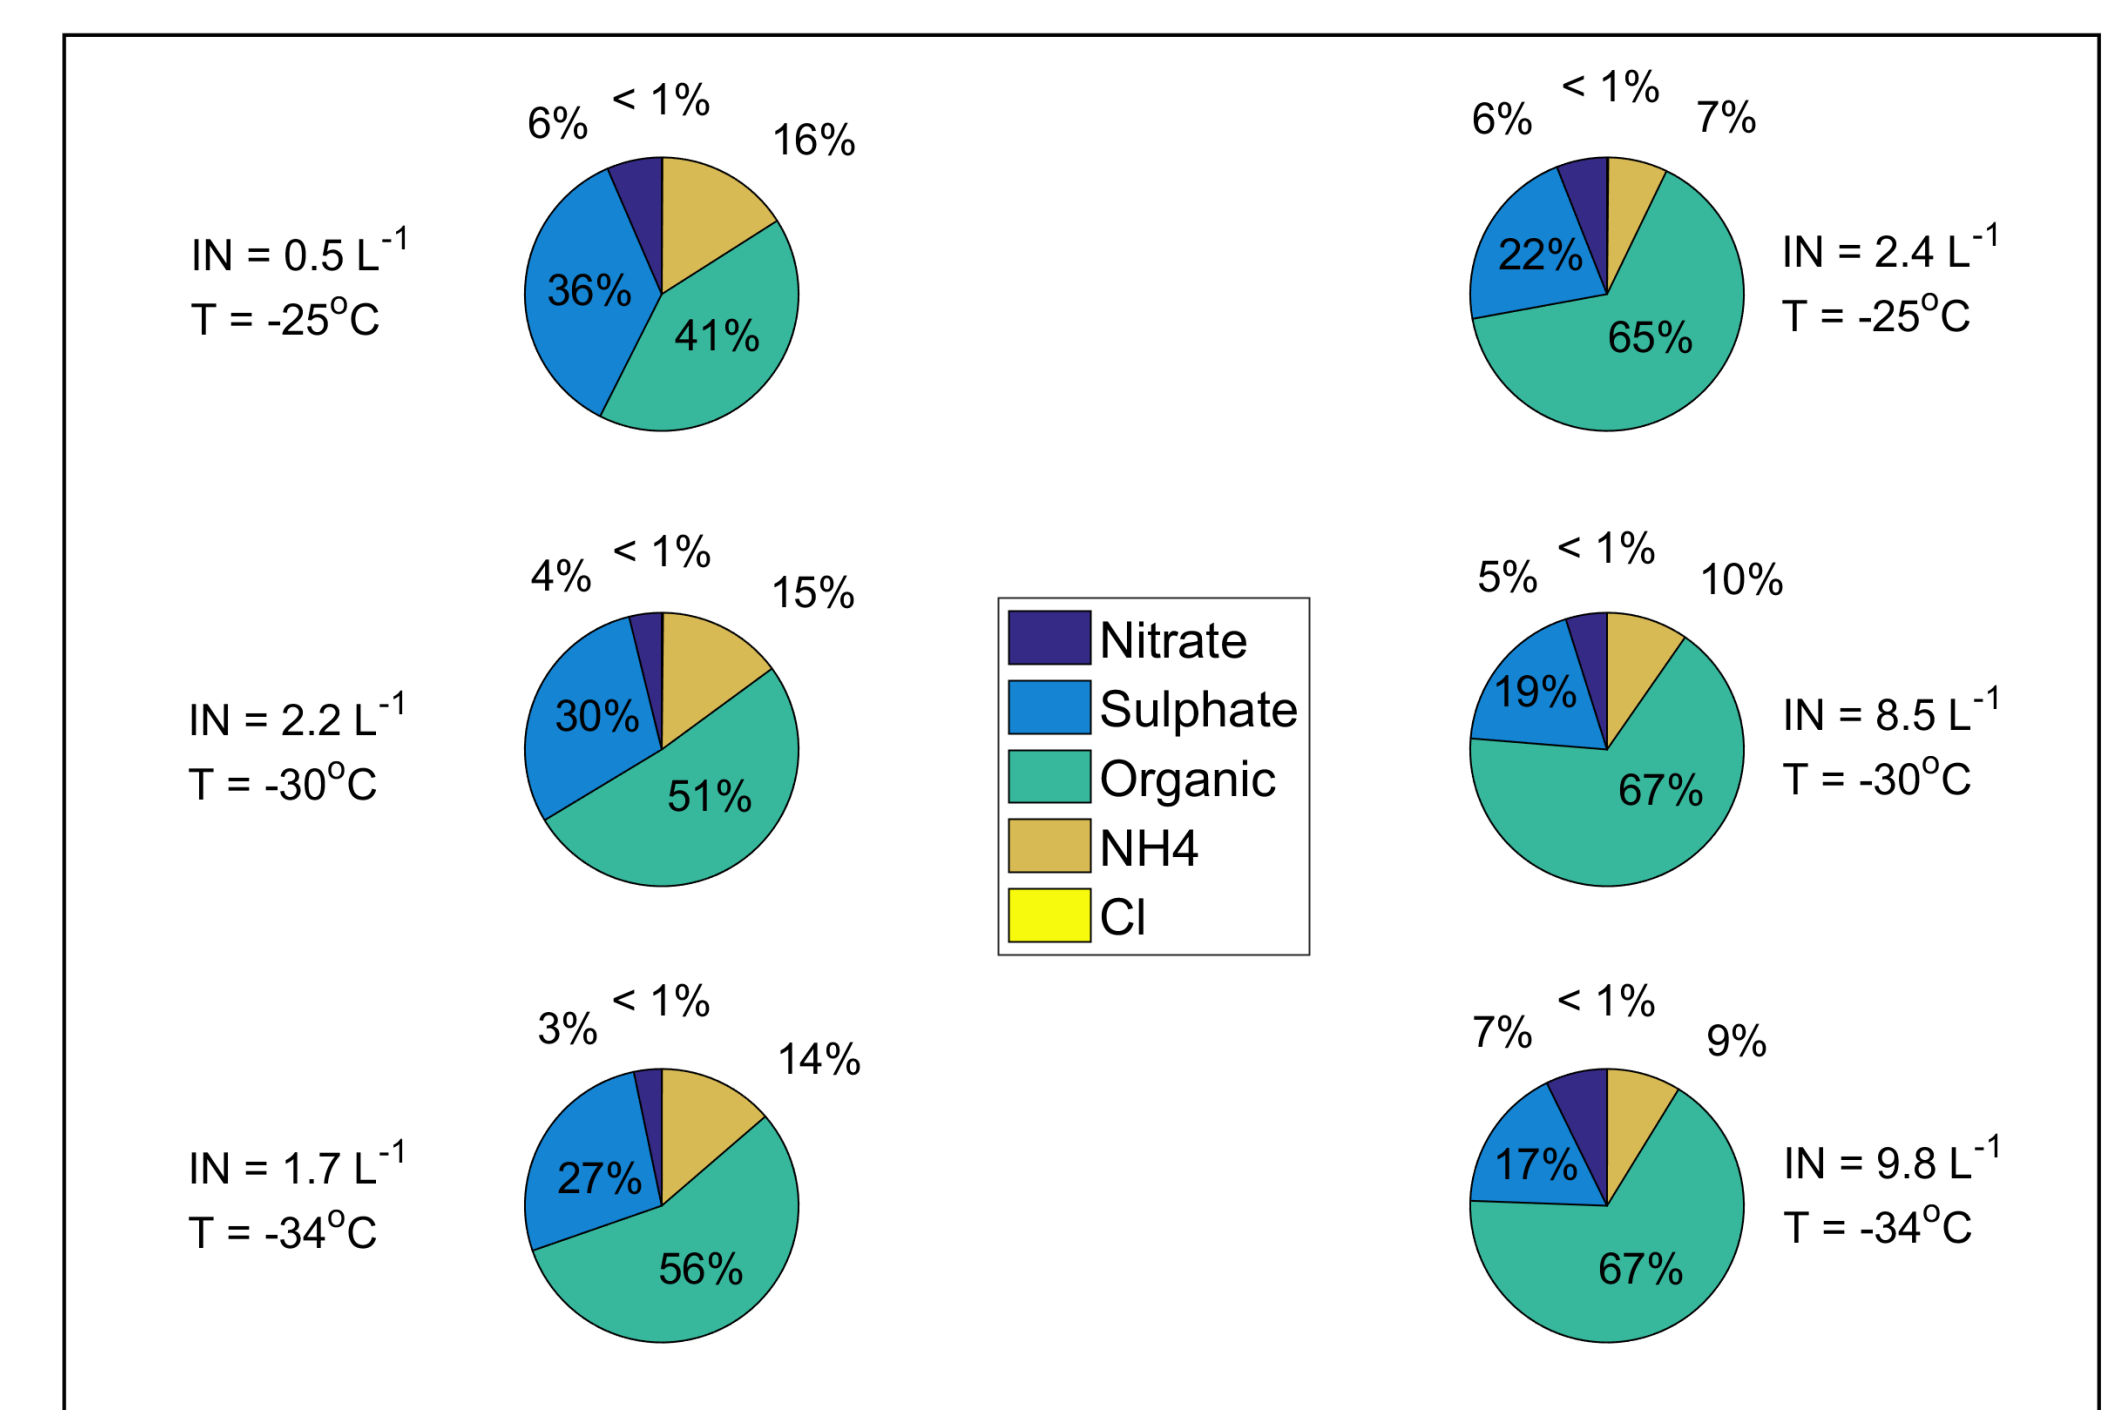 6%
< 1%
16%
36%
41%
IN = 0.5 L-1
T = -25oC
6%
< 1%
7%
22%
65%
IN = 2.4 L-1
T = -25oC
4%
< 1%
15%
30%
51%
IN = 2.2 L-1
T = -30oC
Nitrate
Sulphate
Organic
NH4
Cl
5%
< 1%
10%
19%
67%
IN = 8.5 L-1
T = -30oC
3%
< 1%
14%
27%
56%
IN = 1.7 L-1
T = -34oC
7%
< 1%
9%
17%
67%
IN = 9.8 L-1
T = -34oC